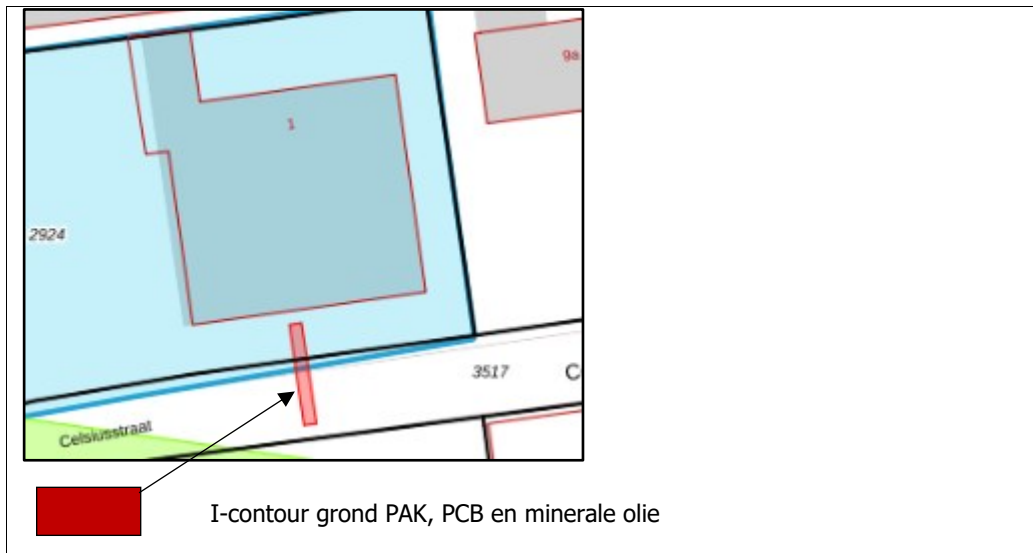 9a
1
2924
3517
C
Celsiusstraat
I-contour grond PAK, PCB en minerale olie